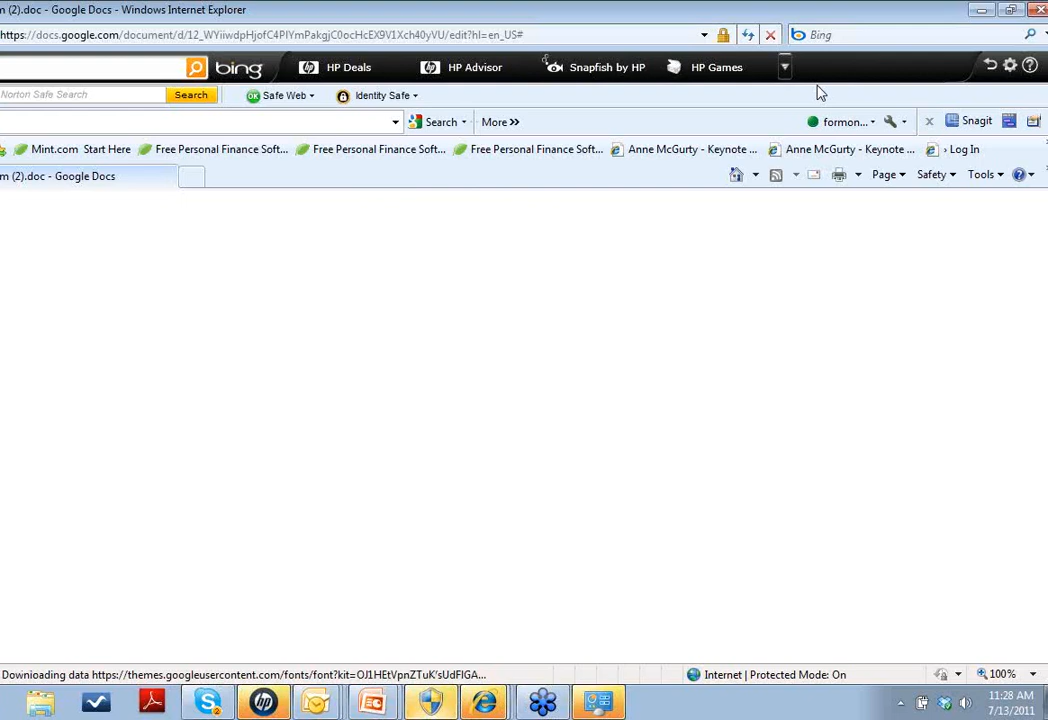 m (2).doc - Google Docs - Windows Internet Explorer
https://docs.google.com/document/d/12_WYiiwdpHjofC4PIYmPakgjC0ocHcEX9V1Xch40yVU/edit?hl=en_US#
Bing
bing HP Deals HP Advisor Snapfish by HP HP Games
Norton Safe Search Search OK Safe Web Identity Safe
Search More » formon... Snagit
Mint.com Start Here Free Personal Finance Soft... Free Personal Finance Soft... Free Personal Finance Soft... Anne McGurty - Keynote ... Anne McGurty - Keynote ... › Log In
m (2).doc - Google Docs Page Safety Tools
Downloading data https://themes.googleusercontent.com/fonts/font?kit=OJ1HEtVpnZTuK'sUdFlGA... Internet | Protected Mode: On 100%
11:28 AM
7/13/2011